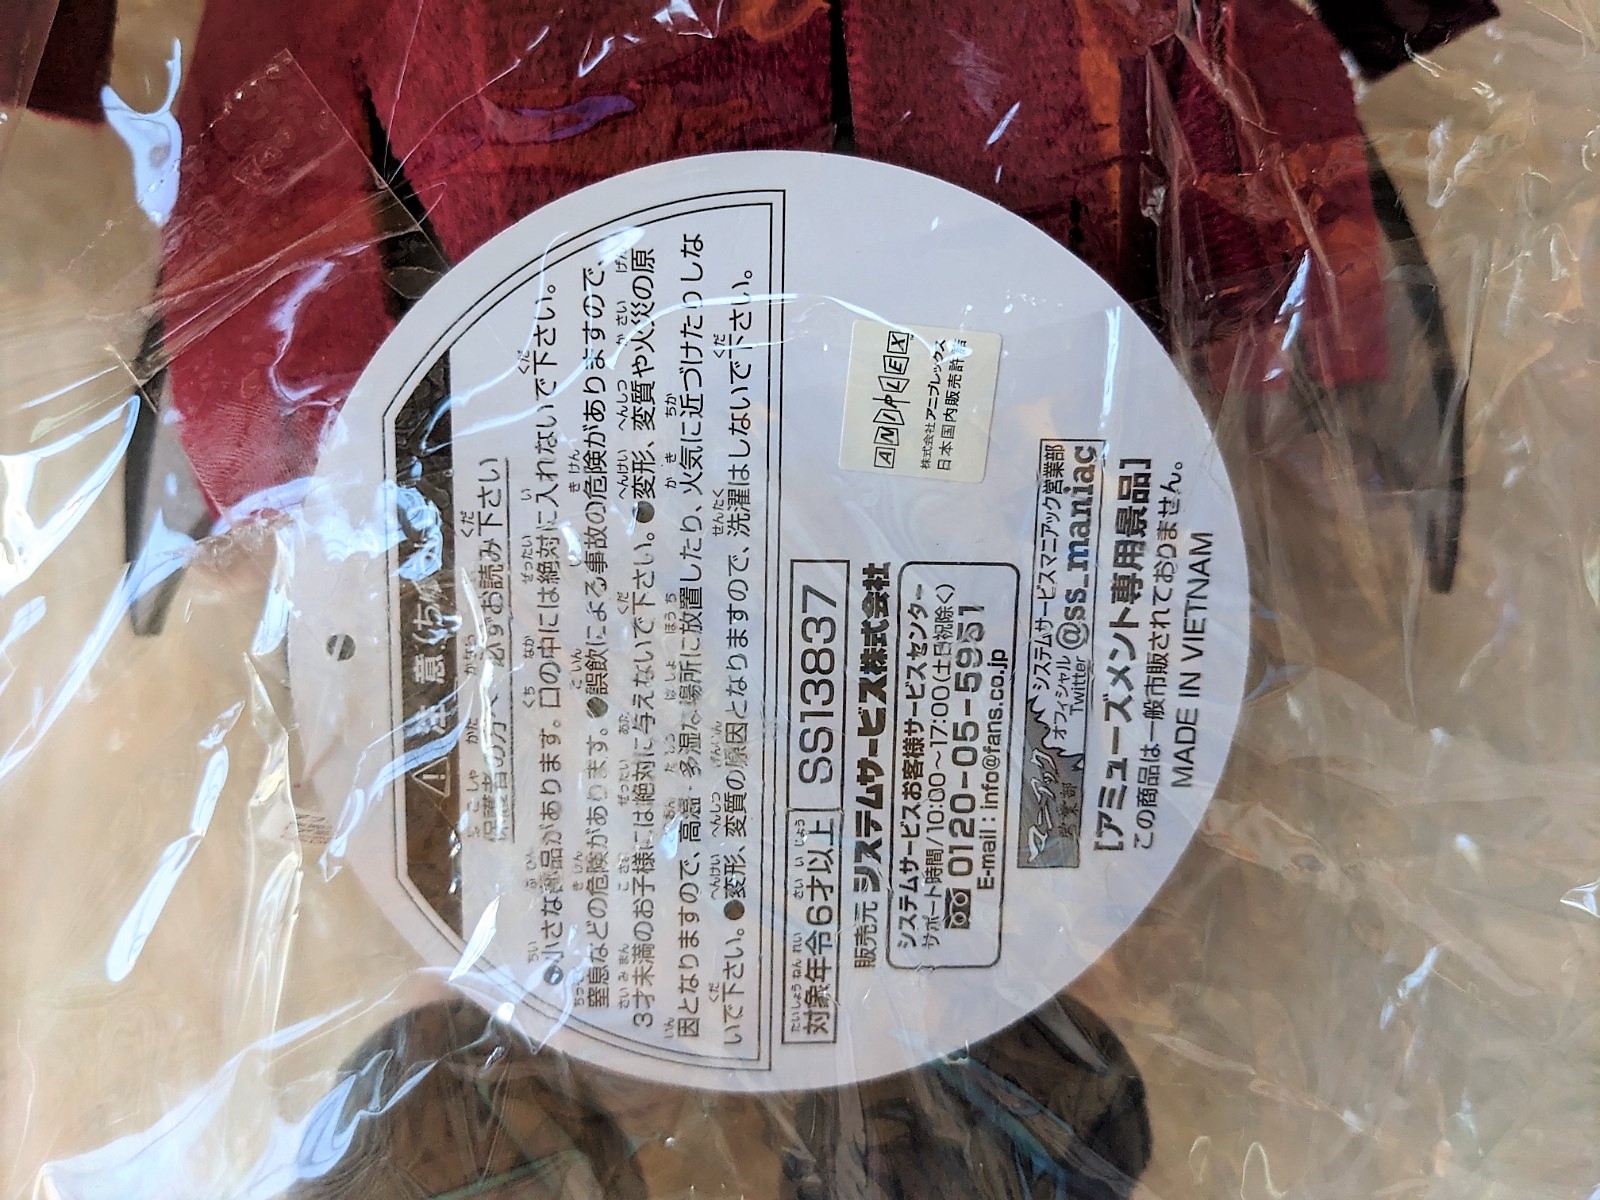 ⚠注 意(ち
保護者の方へ 必ずお読み下さい
●小さな部品があります。口の中には絶対に入れないで下さい。
窒息などの危険があります。●誤飲による事故の危険がありますので、
3才未満のお子様には絶対に与えないで下さい。●変形、変質や火災の原
因となりますので、高温・多湿な場所に放置したり、火気に近づけたりしな
いで下さい。●変形、変質の原因となりますので、洗濯はしないで下さい。
対象年令6才以上 SS13837
販売元 システムサービス株式会社
システムサービスお客様サービスセンター
サポート時間/10:00~17:00(土日祝除く)
0120-05-5951
E-mail : info@fans.co.jp
ANIPLEX
株式会社アニプレックス
日本国内販売許諾
マニアック
営業部
システムサービスマニアック営業部
オフィシャル
Twitter @ss_maniac
[アミューズメント専用景品]
この商品は一般市販されておりません。
MADE IN VIETNAM